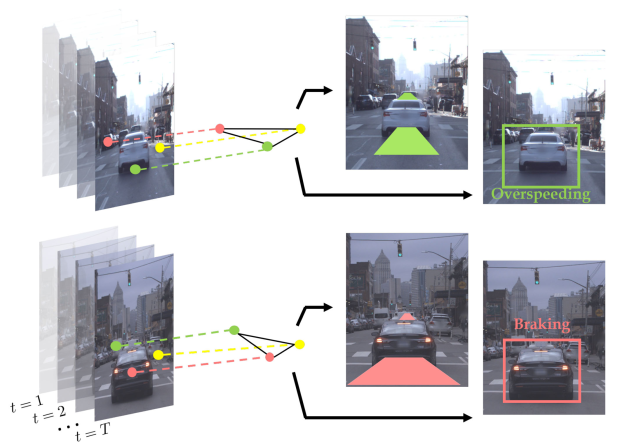 Overspeeding
Braking
t = 1
t = 2
...
t = T